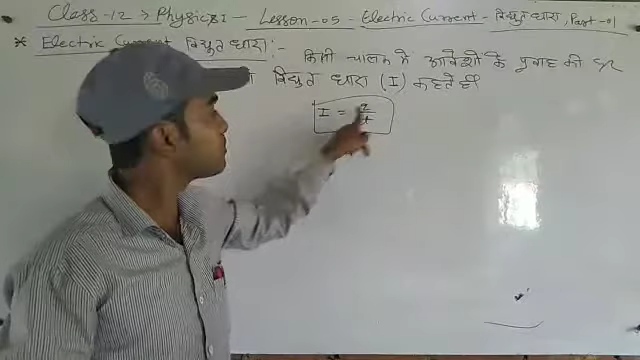 Class-12 → Physics I - Lesson-05 - Electric Current - विद्युत धारा, Part-01
* Electric Current विद्युत धारा :- किसी चालक में आवेशों के प्रवाह की दर
विद्युत धारा (I) कहते हैं
I = q/t